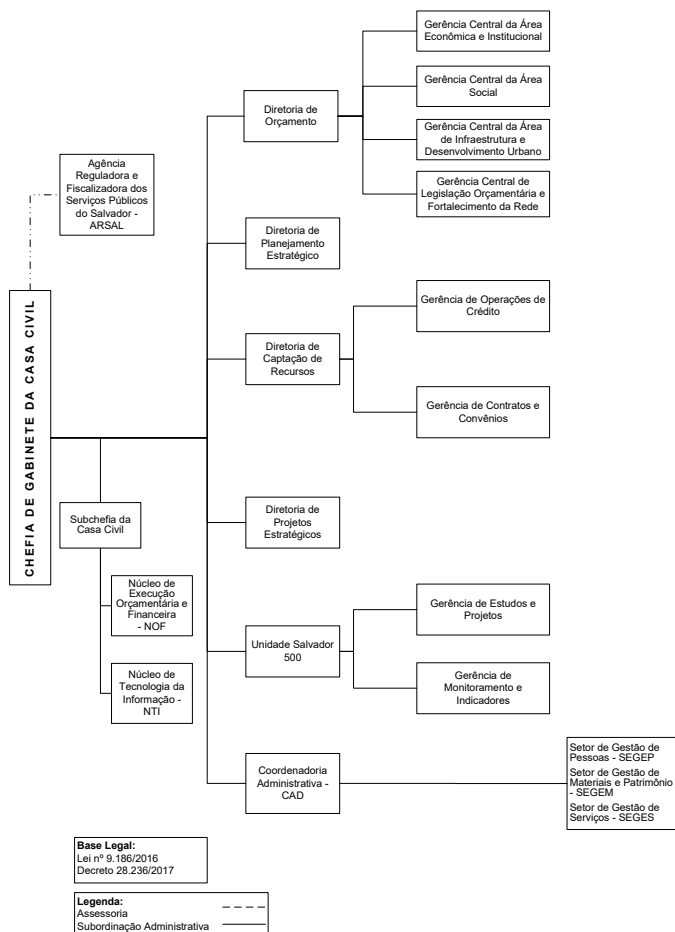 Gerência Central da Área
Econômica e Institucional
Gerência Central da Área
Social
Diretoria de
Orçamento
Gerência Central da Área
de Infraestrutura e
Desenvolvimento Urbano
Gerência Central de
Legislação Orçamentária e
Fortalecimento da Rede
Agência
Reguladora e
Fiscalizadora dos
Serviços Públicos
do Salvador -
ARSAL
Diretoria de
Planejamento
Estratégico
CHEFIA DE GABINETE DA CASA CIVIL
Gerência de Operações de
Crédito
Diretoria de
Captação de
Recursos
Gerência de Contratos e
Convênios
Subchefia da
Casa Civil
Diretoria de
Projetos
Estratégicos
Núcleo de
Execução
Orçamentária e
Financeira
- NOF
Gerência de Estudos e
Projetos
Unidade Salvador
500
Núcleo de
Tecnologia da
Informação -
NTI
Gerência de
Monitoramento e
Indicadores
Coordenadoria
Administrativa -
CAD
Setor de Gestão de
Pessoas - SEGEP
Setor de Gestão de
Materiais e Patrimônio
- SEGEM
Setor de Gestão de
Serviços - SEGES
Base Legal:
Lei nº 9.186/2016
Decreto 28.236/2017
Legenda:
Assessoria
Subordinação Administrativa